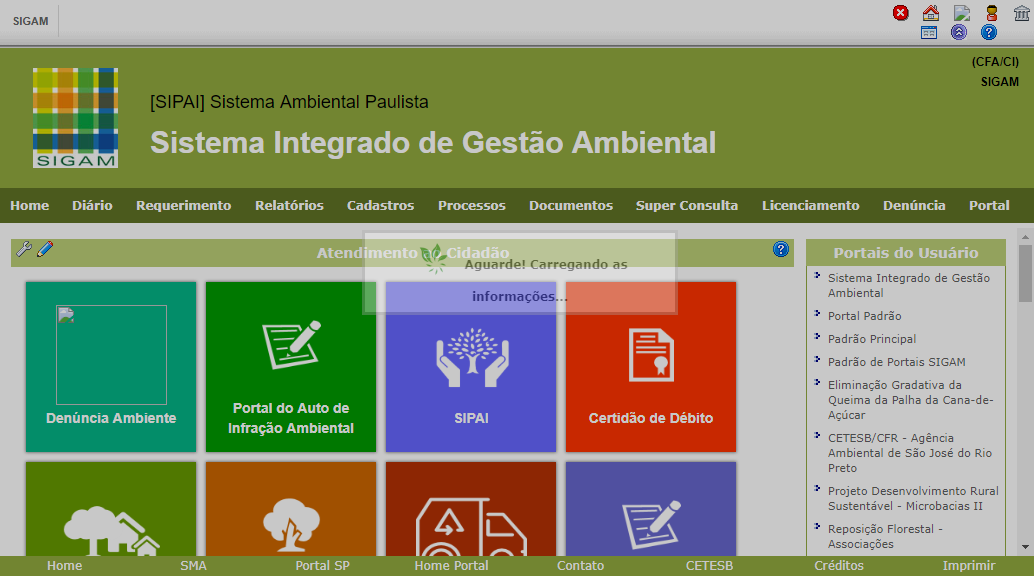 SIGAM
(CFA/CI)
SIGAM
SIGAM
[SIPAI] Sistema Ambiental Paulista
Sistema Integrado de Gestão Ambiental
Home Diário Requerimento Relatórios Cadastros Processos Documentos Super Consulta Licenciamento Denúncia Portal
Atendimento ao Cidadão
Aguarde! Carregando as
informações...
Denúncia Ambiente
Portal do Auto de
Infração Ambiental
SIPAI
Certidão de Débito
Portais do Usuário
Sistema Integrado de Gestão
Ambiental
Portal Padrão
Padrão Principal
Padrão de Portais SIGAM
Eliminação Gradativa da
Queima da Palha da Cana-de-
Açúcar
CETESB/CFR - Agência
Ambiental de São José do Rio
Preto
Projeto Desenvolvimento Rural
Sustentável - Microbacias II
Reposição Florestal -
Associações
Home SMA Portal SP Home Portal Contato CETESB Créditos Imprimir